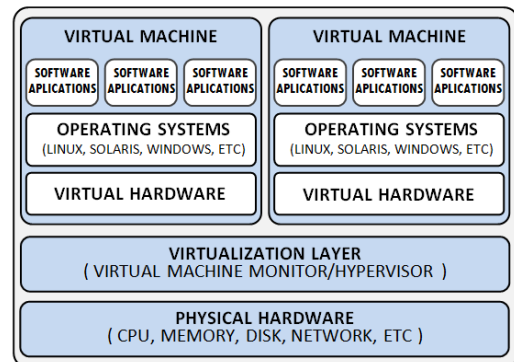 VIRTUAL MACHINE
SOFTWARE APLICATIONS
SOFTWARE APLICATIONS
SOFTWARE APLICATIONS
OPERATING SYSTEMS
(LINUX, SOLARIS, WINDOWS, ETC)
VIRTUAL HARDWARE
VIRTUAL MACHINE
SOFTWARE APLICATIONS
SOFTWARE APLICATIONS
SOFTWARE APLICATIONS
OPERATING SYSTEMS
(LINUX, SOLARIS, WINDOWS, ETC)
VIRTUAL HARDWARE
VIRTUALIZATION LAYER
( VIRTUAL MACHINE MONITOR/HYPERVISOR )
PHYSICAL HARDWARE
( CPU, MEMORY, DISK, NETWORK, ETC )